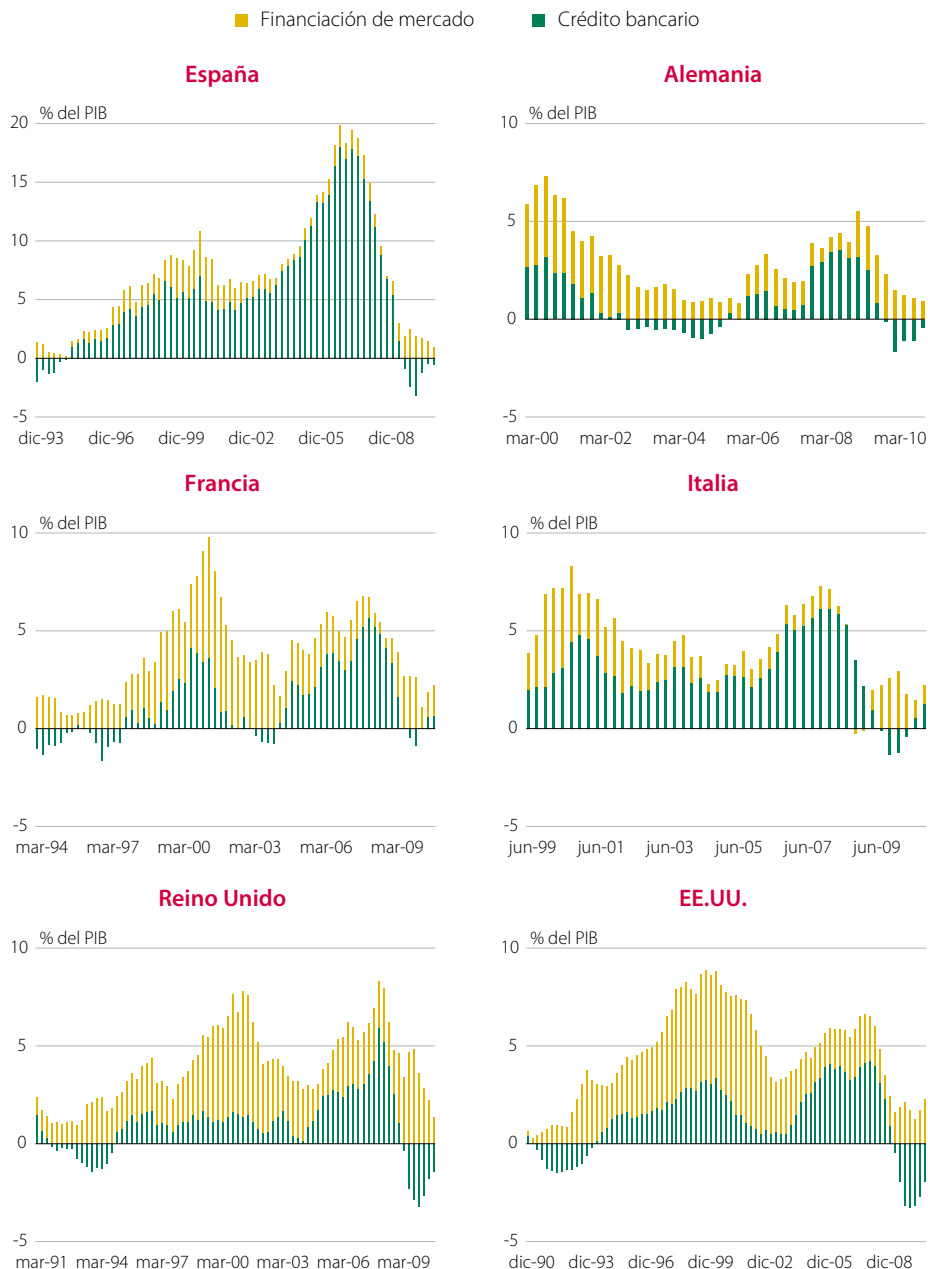 Financiación de mercado Crédito bancario
España
% del PIB
20
15
10
5
0
-5
dic-93 dic-96 dic-99 dic-02 dic-05 dic-08
Alemania
% del PIB
10
5
0
-5
mar-00 mar-02 mar-04 mar-06 mar-08 mar-10
Francia
% del PIB
10
5
0
-5
mar-94 mar-97 mar-00 mar-03 mar-06 mar-09
Italia
% del PIB
10
5
0
-5
jun-99 jun-01 jun-03 jun-05 jun-07 jun-09
Reino Unido
% del PIB
10
5
0
-5
mar-91 mar-94 mar-97 mar-00 mar-03 mar-06 mar-09
EE.UU.
% del PIB
10
5
0
-5
dic-90 dic-93 dic-96 dic-99 dic-02 dic-05 dic-08